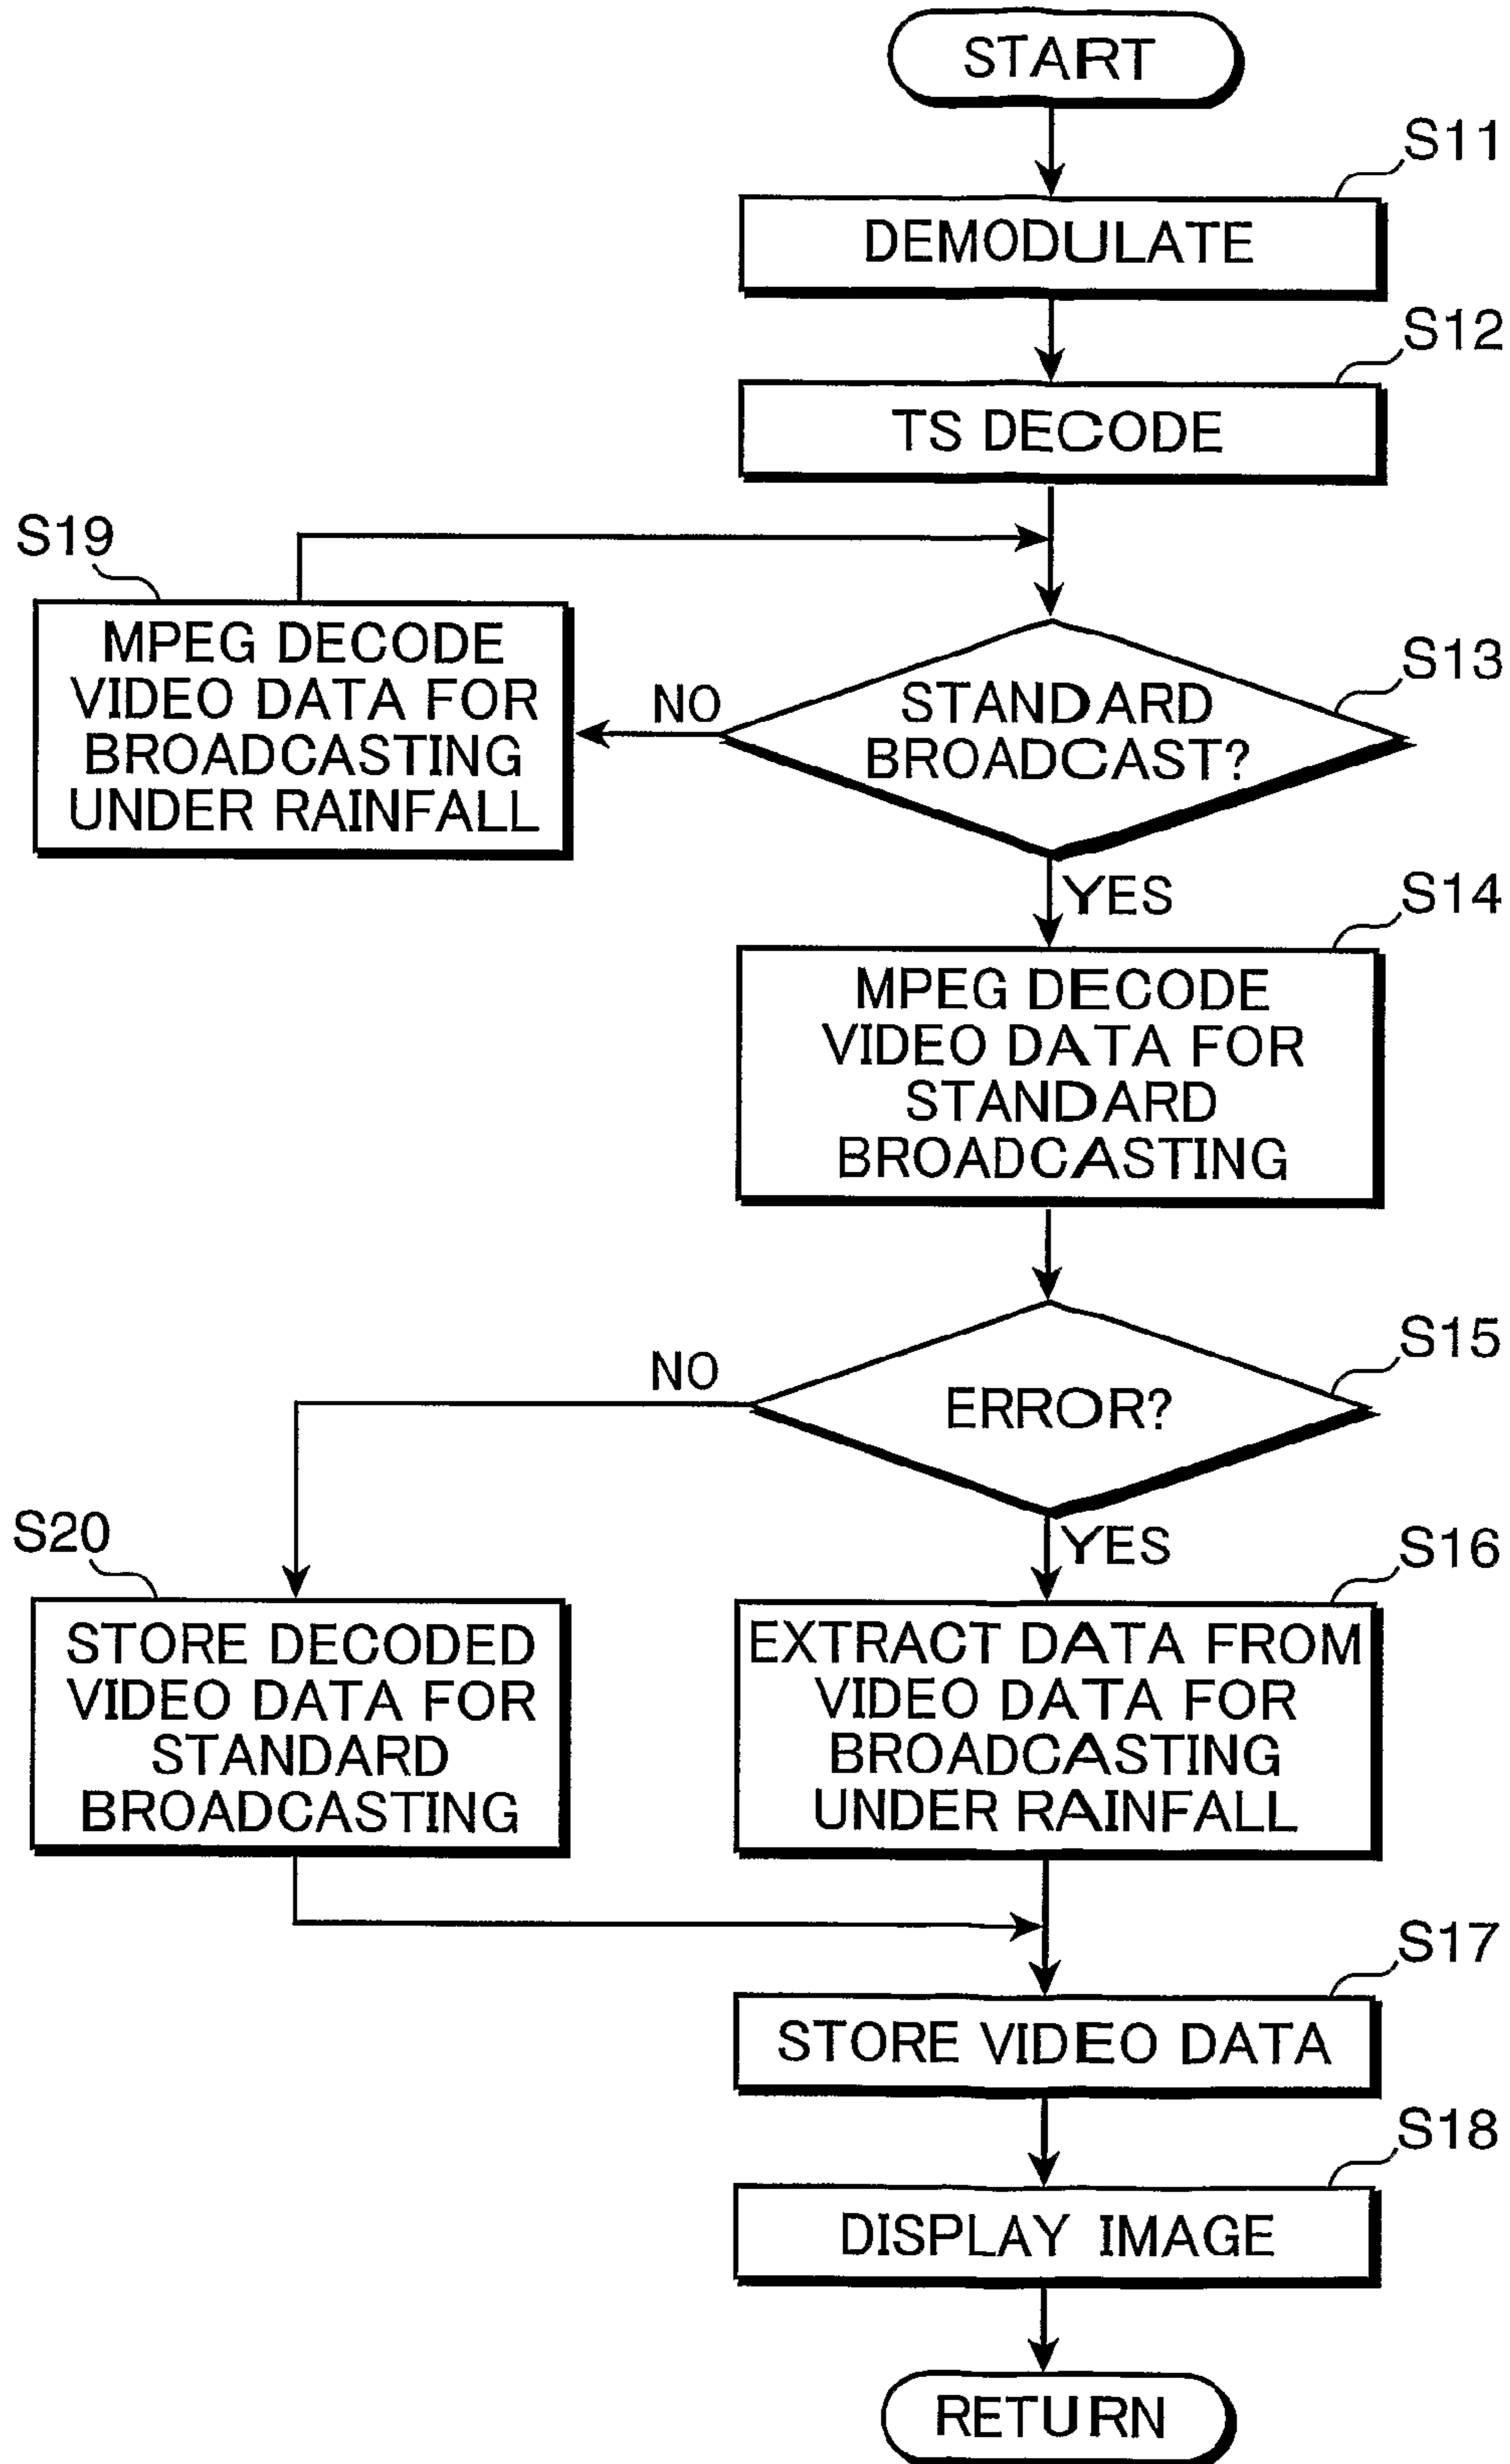 START
S11
DEMODULATE
S12
TS DECODE
S19
MPEG DECODE
VIDEO DATA FOR
BROADCASTING
UNDER RAINFALL
NO
S13
STANDARD
BROADCAST?
YES
S14
MPEG DECODE
VIDEO DATA FOR
STANDARD
BROADCASTING
S15
NO
ERROR?
YES
S20
STORE DECODED
VIDEO DATA FOR
STANDARD
BROADCASTING
S16
EXTRACT DATA FROM
VIDEO DATA FOR
BROADCASTING
UNDER RAINFALL
S17
STORE VIDEO DATA
S18
DISPLAY IMAGE
RETURN